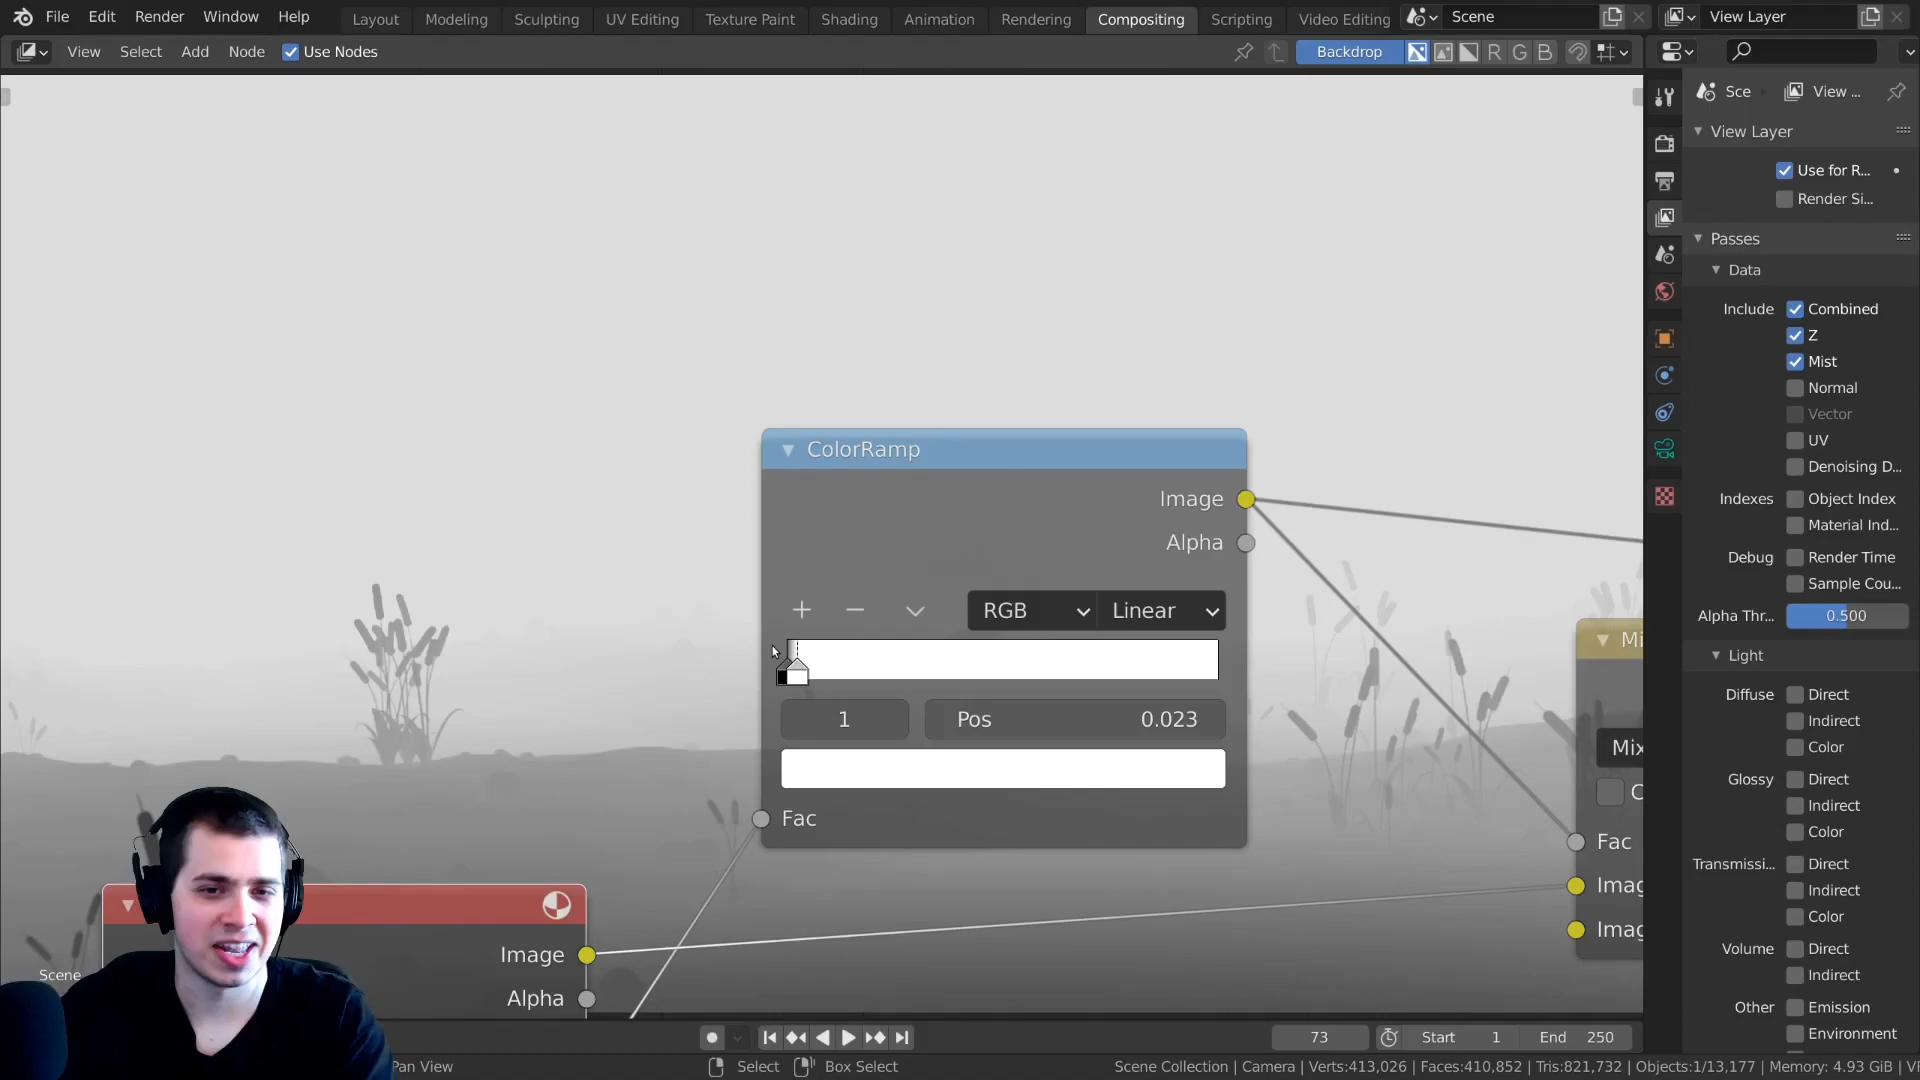 File Edit Render Window Help Layout Modeling Sculpting UV Editing Texture Paint Shading Animation Rendering Compositing Scripting Video Editing Scene View Layer
View Select Add Node Use Nodes Backdrop R G B
Sce View ...
View Layer
Use for R...
Render Si...
Passes
Data
Include Combined
Z
Mist
Normal
Vector
UV
Denoising D...
Indexes Object Index
Material Ind...
Debug Render Time
Sample Cou...
Alpha Thr... 0.500
Light
Diffuse Direct
Indirect
Color
Glossy Direct
Indirect
Color
Transmissi... Direct
Indirect
Color
Volume Direct
Indirect
Other Emission
Environment
ColorRamp
Image
Alpha
RGB Linear
1 Pos 0.023
Fac
Mi
Mix
C
Fac
Imag
Imag
Image
Alpha
Scene
73 Start 1 End 250
Pan View Select Box Select Scene Collection | Camera | Verts:413,026 | Faces:410,852 | Tris:821,732 | Objects:1/13,177 | Memory: 4.93 GiB |